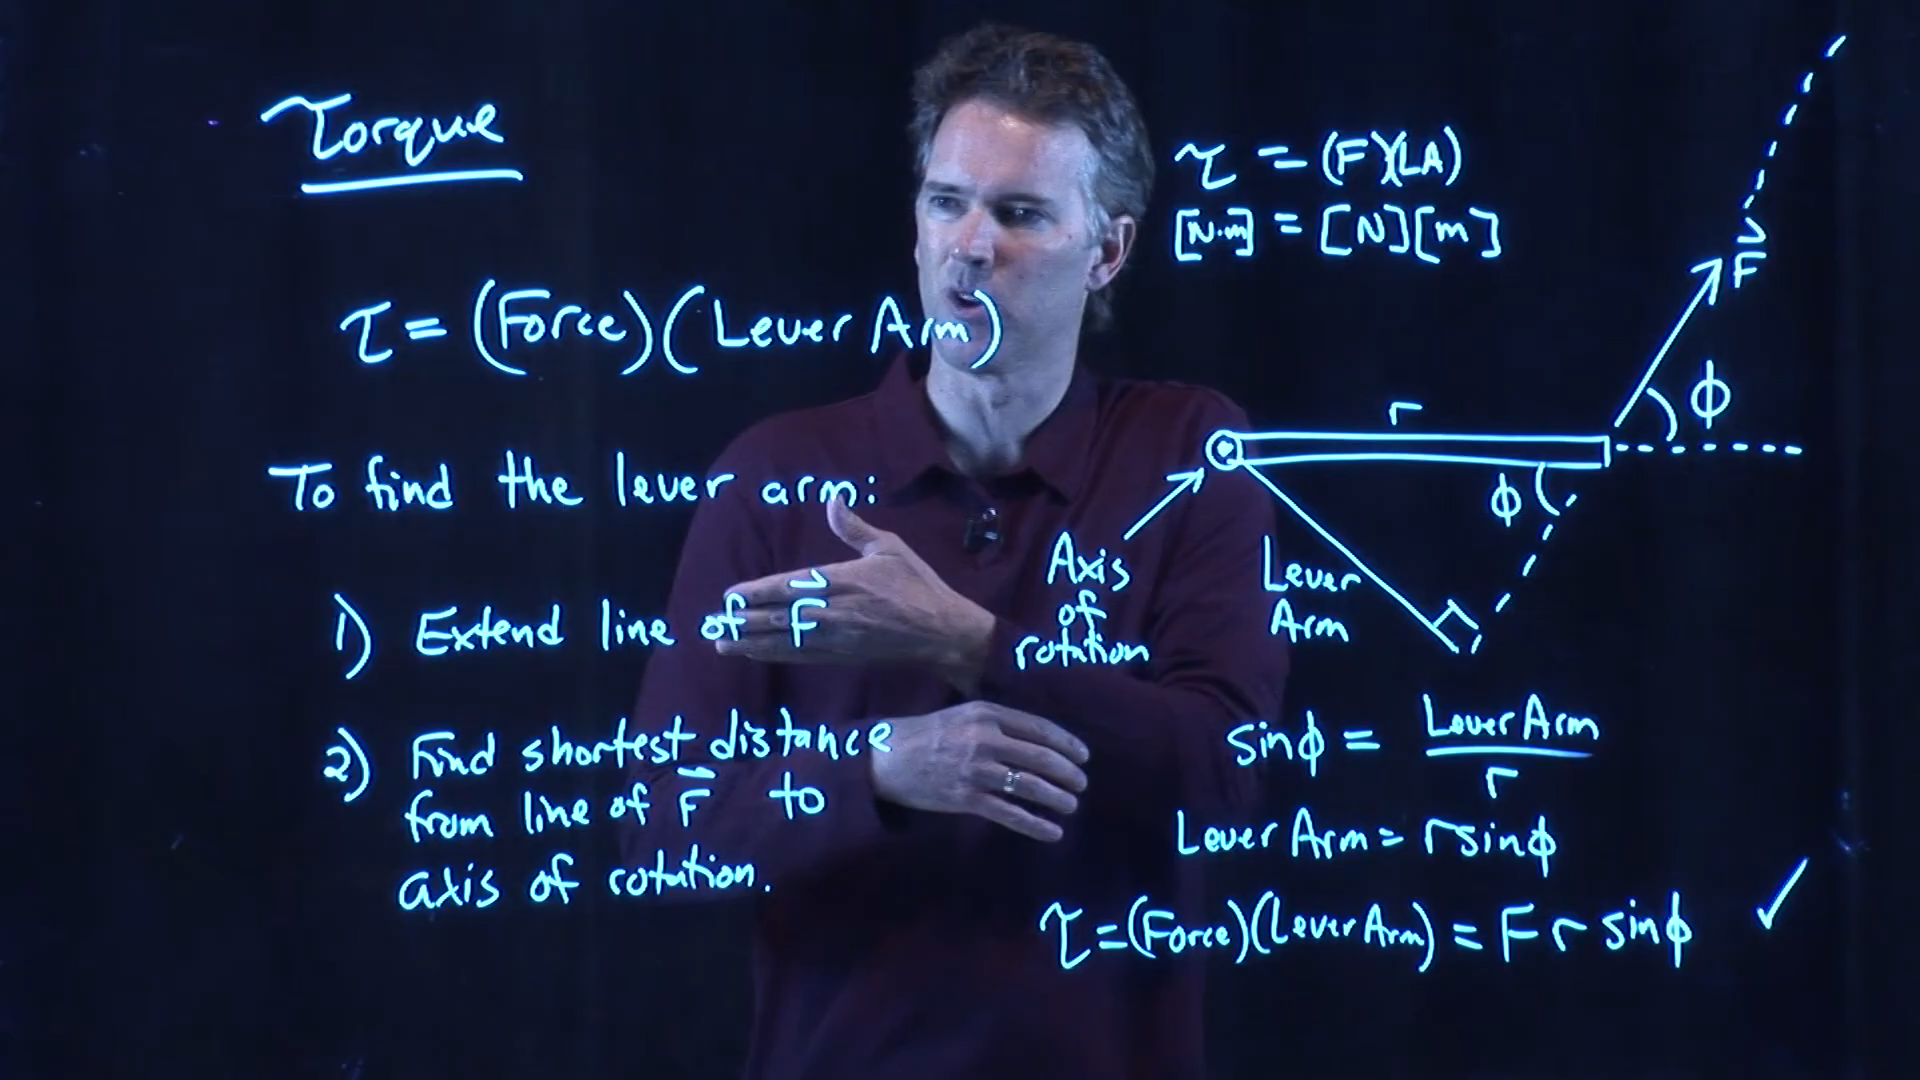 Torque
τ = (Force)(Lever Arm)
To find the lever arm:
1) Extend line of F⃗
2) Find shortest distance
from line of F⃗ to
axis of rotation.
τ = (F)(LA)
[N·m] = [N][m]
F⃗
ϕ
r
ϕ
Axis
of
rotation
Lever
Arm
sinϕ = Lever Arm / r
Lever Arm = r sinϕ
τ = (Force)(Lever Arm) = F r sinϕ ✓